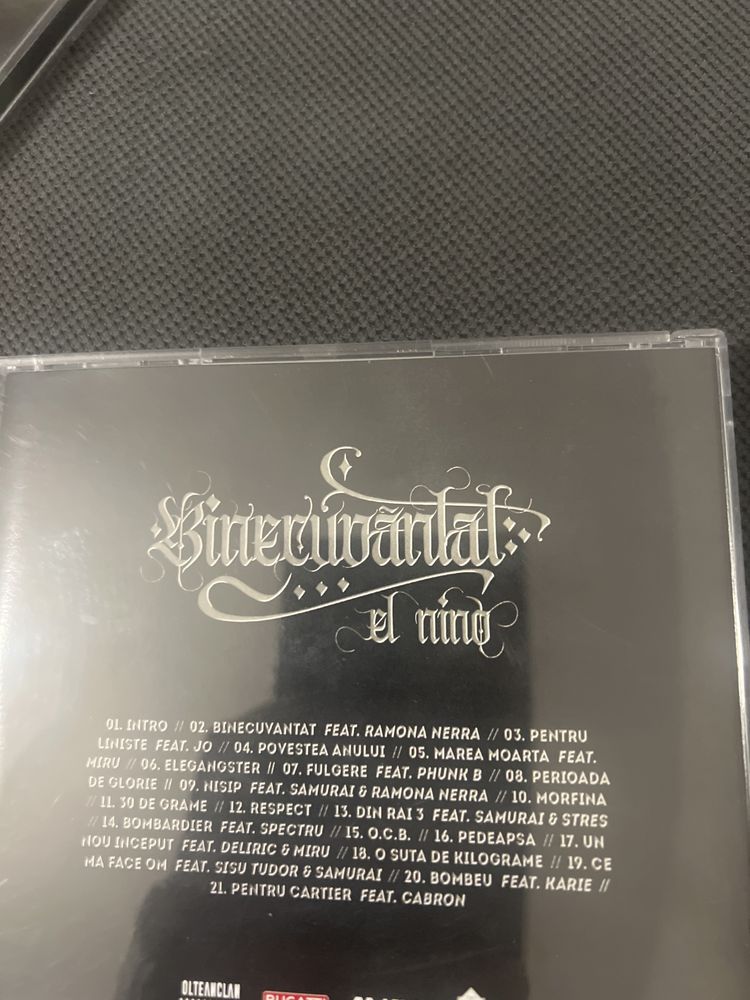 Binecuvântat
el nino
01. INTRO // 02. BINECUVANTAT FEAT. RAMONA NERRA // 03. PENTRU
LINISTE FEAT. JO // 04. POVESTEA ANULUI // 05. MAREA MOARTA FEAT.
MIRU // 06. ELEGANGSTER // 07. FULGERE FEAT. PHUNK B // 08. PERIOADA
DE GLORIE // 09. NISIP FEAT. SAMURAI & RAMONA NERRA // 10. MORFINA
// 11. 30 DE GRAME // 12. RESPECT // 13. DIN RAI 3 FEAT. SAMURAI & STRES
// 14. BOMBARDIER FEAT. SPECTRU // 15. O.C.B. // 16. PEDEAPSA // 17. UN
NOU INCEPUT FEAT. DELIRIC & MIRU // 18. O SUTA DE KILOGRAME // 19. CE
MA FACE OM FEAT. SISU TUDOR & SAMURAI // 20. BOMBEU FEAT. KARIE //
21. PENTRU CARTIER FEAT. CABRON
OLTEANCLAN
BUGATTI